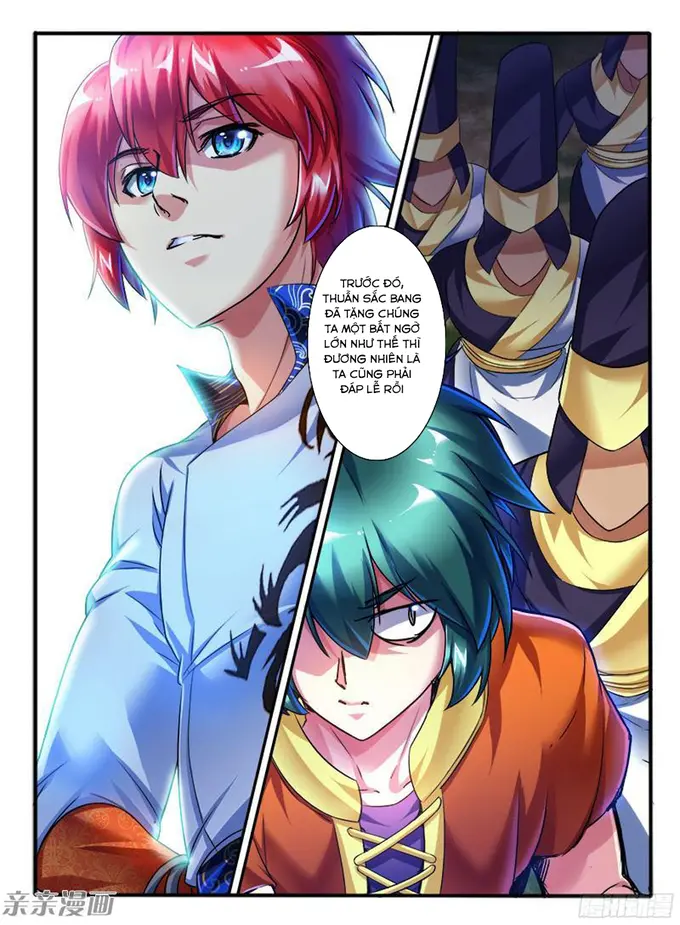 TRƯỚC ĐÓ,
THUẪN SẮC BANG
ĐÃ TẶNG CHÚNG
TA MỘT BẤT NGỜ
LỚN NHƯ THẾ THÌ
ĐƯƠNG NHIÊN LÀ
TA CŨNG PHẢI
ĐÁP LỄ RỒI
亲亲漫画